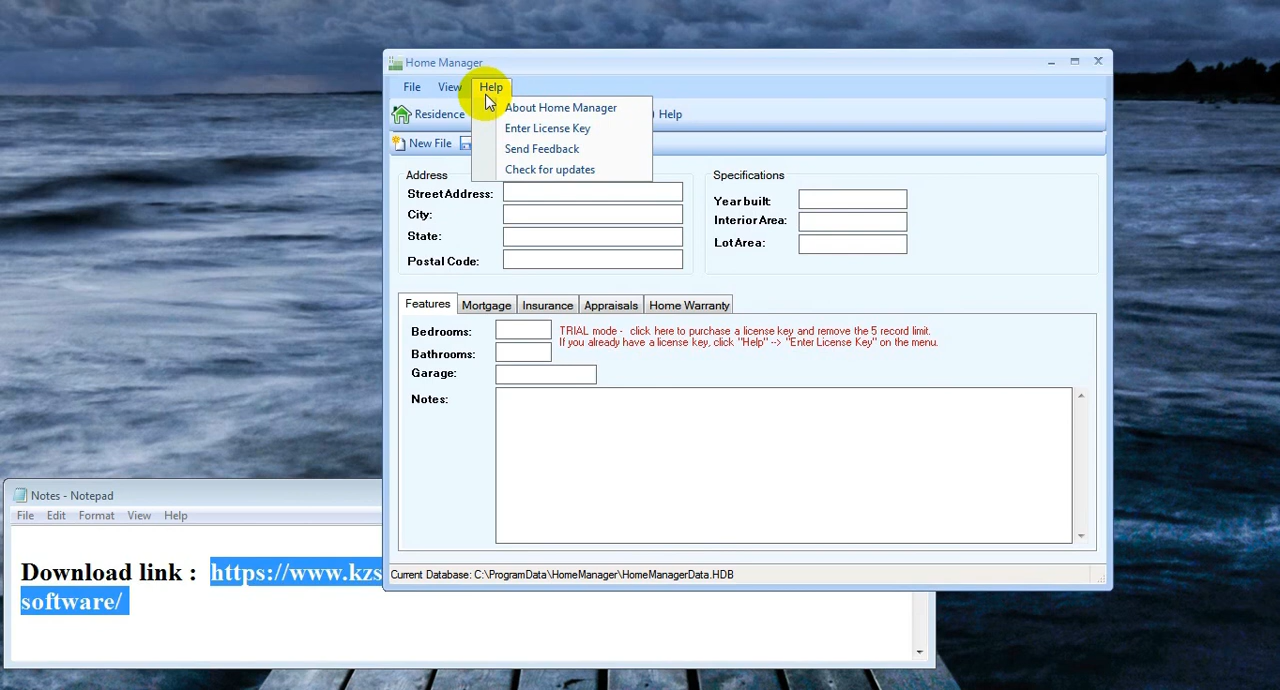 Home Manager
File View Help
About Home Manager
Enter License Key
Send Feedback
Check for updates
Residence Help
New File
Address
Street Address:
City:
State:
Postal Code:
Specifications
Year built:
Interior Area:
Lot Area:
Features Mortgage Insurance Appraisals Home Warranty
Bedrooms:
Bathrooms:
Garage:
Notes:
TRIAL mode - click here to purchase a license key and remove the 5 record limit.
If you already have a license key, click "Help" --> "Enter License Key" on the menu.
Current Database: C:\ProgramData\HomeManager\HomeManagerData.HDB
Notes - Notepad
File Edit Format View Help
Download link : https://www.kzs
software/